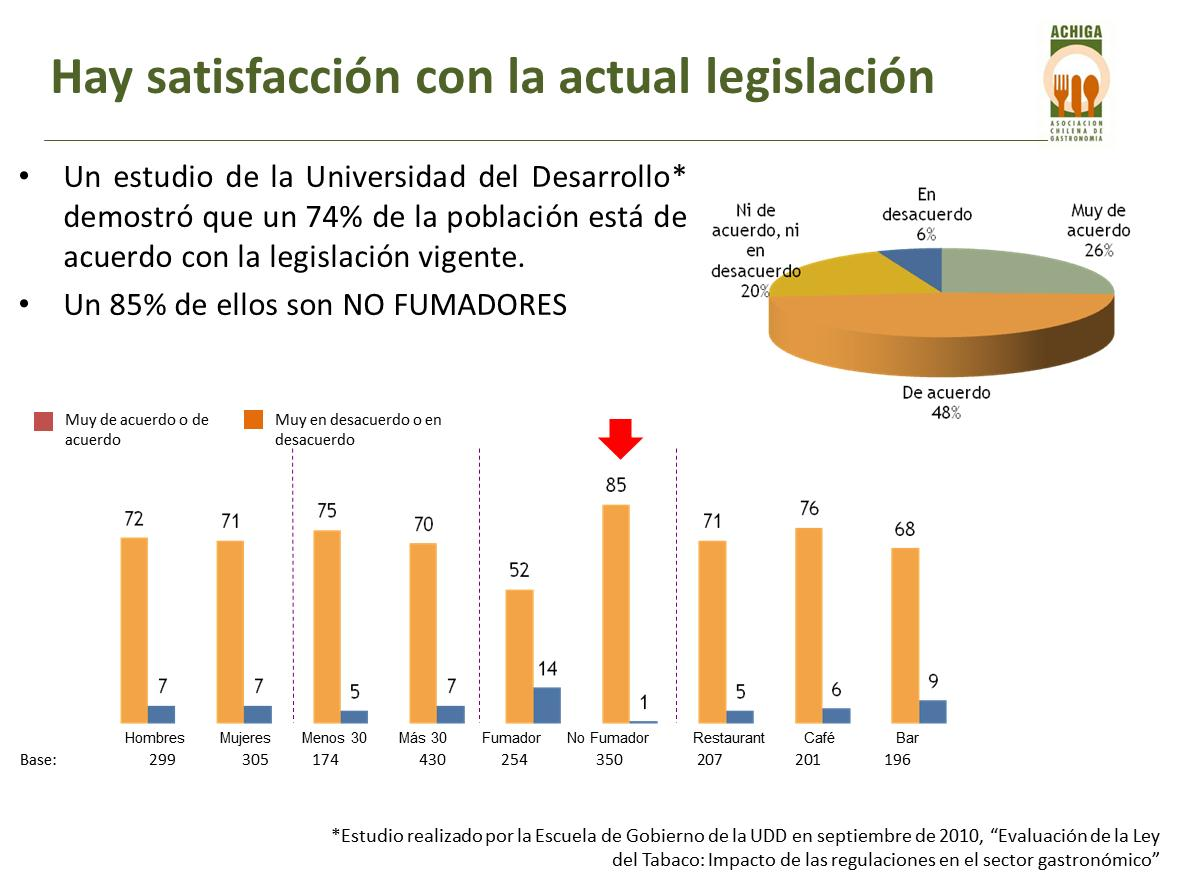 Hay satisfacción con la actual legislación
ACHIGA
ASOCIACION
CHILENA DE
GASTRONOMIA
• Un estudio de la Universidad del Desarrollo*
demostró que un 74% de la población está de
acuerdo con la legislación vigente.
• Un 85% de ellos son NO FUMADORES
Ni de
acuerdo, ni
en
desacuerdo
20%
En
desacuerdo
6%
Muy de
acuerdo
26%
De acuerdo
48%
Muy de acuerdo o de
acuerdo
Muy en desacuerdo o en
desacuerdo
72 7 71 7 75 5 70 7 52 14 85 1 71 5 76 6 68 9
Hombres Mujeres Menos 30 Más 30 Fumador No Fumador Restaurant Café Bar
Base: 299 305 174 430 254 350 207 201 196
*Estudio realizado por la Escuela de Gobierno de la UDD en septiembre de 2010, “Evaluación de la Ley
del Tabaco: Impacto de las regulaciones en el sector gastronómico”